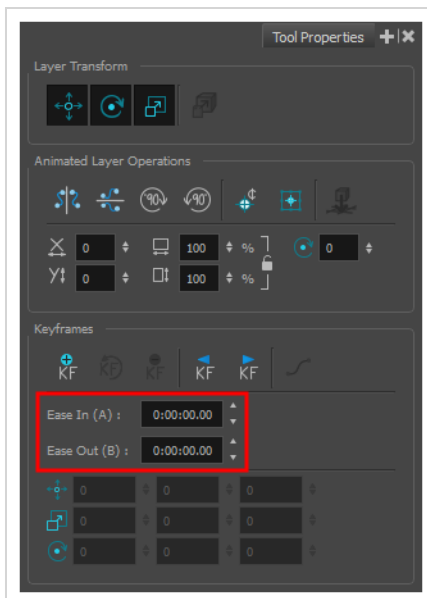 Tool Properties
Layer Transform
Animated Layer Operations
90 90
X 0 100 % 0
Y 0 100 %
Keyframes
KF KF KF KF KF
Ease In (A) : 0:00:00.00
Ease Out (B) : 0:00:00.00
0 0 0
0 0 0
0 0 0